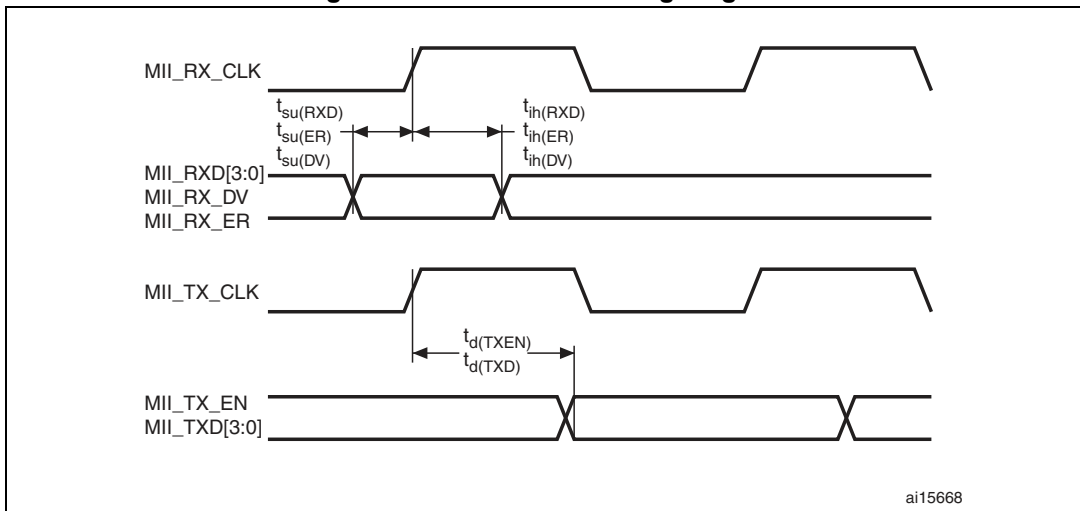 MII_RX_CLK
tsu(RXD)
tsu(ER)
tsu(DV)
tih(RXD)
tih(ER)
tih(DV)
MII_RXD[3:0]
MII_RX_DV
MII_RX_ER
MII_TX_CLK
td(TXEN)
td(TXD)
MII_TX_EN
MII_TXD[3:0]
ai15668